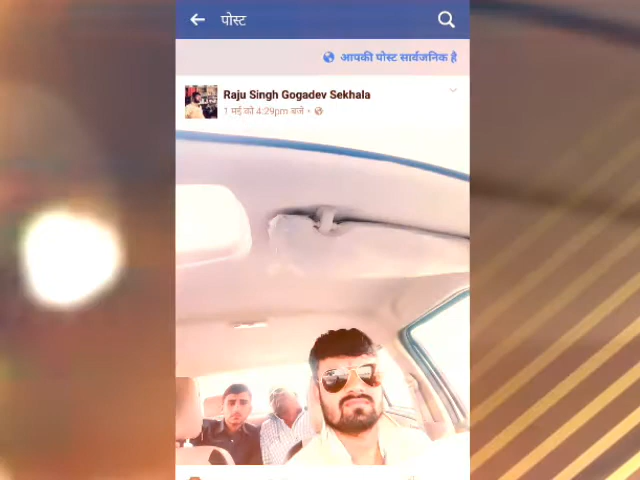 पोस्ट
आपकी पोस्ट सार्वजनिक है
Raju Singh Gogadev Sekhala
1 मई को 4:29pm बजे •